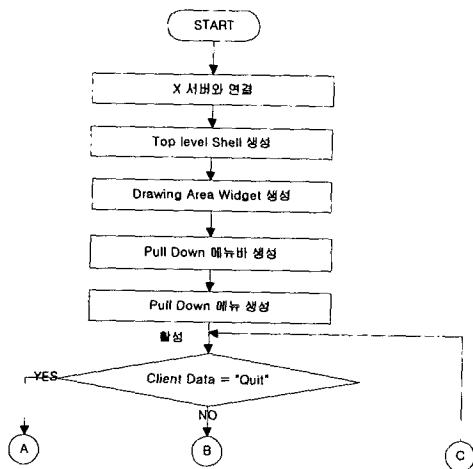 START
X 서버와 연결
Top level Shell 생성
Drawing Area Widget 생성
Pull Down 메뉴바 생성
Pull Down 메뉴 생성
활성
YES
Client Data = "Quit"
NO
A
B
C